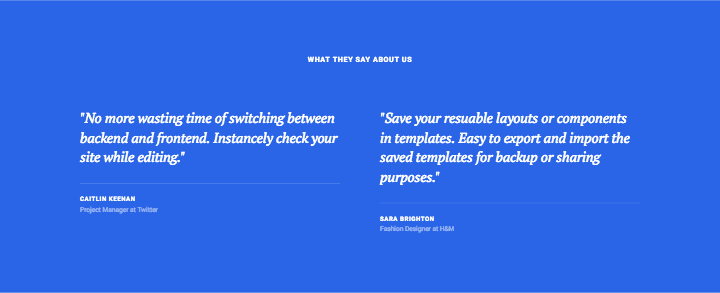 WHAT THEY SAY ABOUT US
"No more wasting time of switching between
backend and frontend. Instancely check your
site while editing."
CAITLIN KEENAN
Project Manager at Twitter
"Save your resuable layouts or components
in templates. Easy to export and import the
saved templates for backup or sharing
purposes."
SARA BRIGHTON
Fashion Designer at H&M